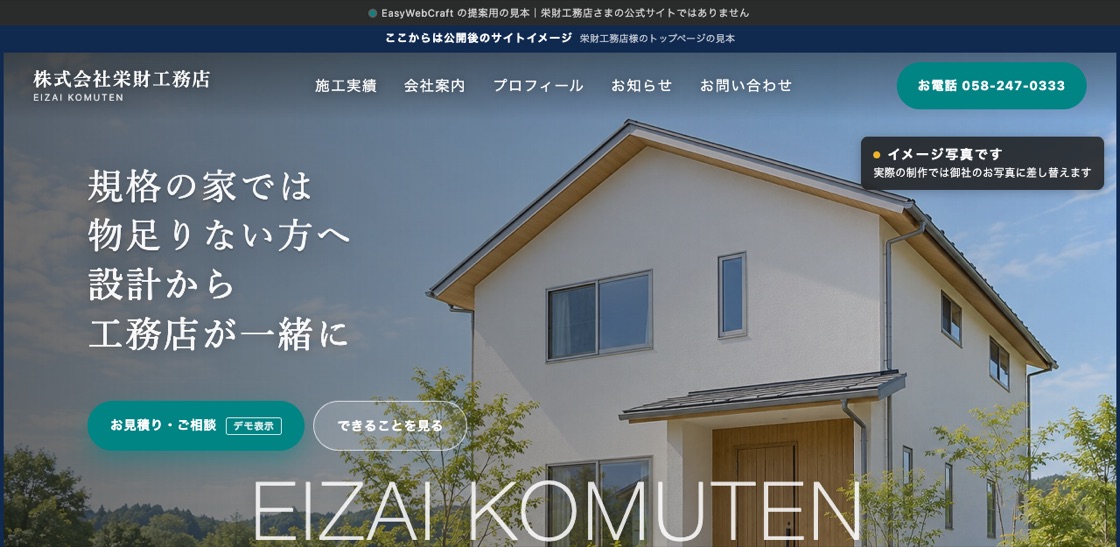 EasyWebCraft の提案用の見本｜栄財工務店さまの公式サイトではありません
ここからは公開後のサイトイメージ 栄財工務店様のトップページの見本
株式会社栄財工務店
EIZAI KOMUTEN
施工実績 会社案内 プロフィール お知らせ お問い合わせ
お電話 058-247-0333
イメージ写真です
実際の制作では御社のお写真に差し替えます
規格の家では
物足りない方へ
設計から
工務店が一緒に
お見積り・ご相談 デモ表示
できることを見る
EIZAI KOMUTEN